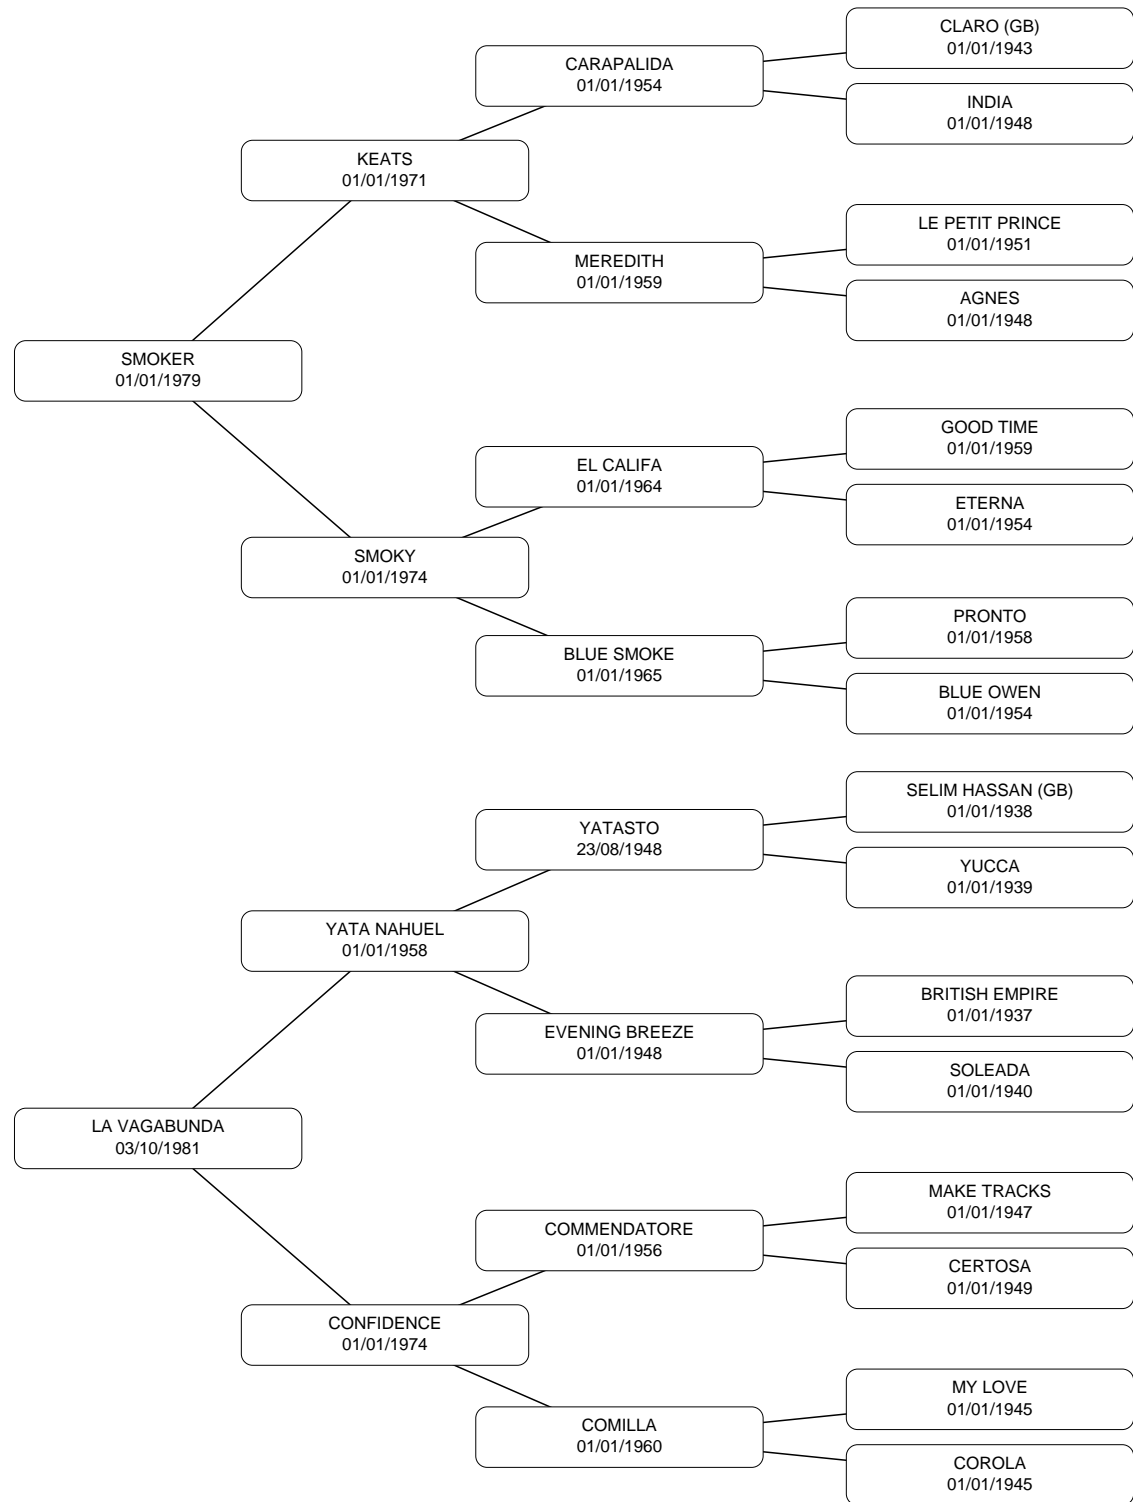 CLARO (GB)
01/01/1943
CARAPALIDA
01/01/1954
INDIA
01/01/1948
KEATS
01/01/1971
LE PETIT PRINCE
01/01/1951
MEREDITH
01/01/1959
AGNES
01/01/1948
SMOKER
01/01/1979
GOOD TIME
01/01/1959
EL CALIFA
01/01/1964
ETERNA
01/01/1954
SMOKY
01/01/1974
PRONTO
01/01/1958
BLUE SMOKE
01/01/1965
BLUE OWEN
01/01/1954
SELIM HASSAN (GB)
01/01/1938
YATASTO
23/08/1948
YUCCA
01/01/1939
YATA NAHUEL
01/01/1958
BRITISH EMPIRE
01/01/1937
EVENING BREEZE
01/01/1948
SOLEADA
01/01/1940
LA VAGABUNDA
03/10/1981
MAKE TRACKS
01/01/1947
COMMENDATORE
01/01/1956
CERTOSA
01/01/1949
CONFIDENCE
01/01/1974
MY LOVE
01/01/1945
COMILLA
01/01/1960
COROLA
01/01/1945